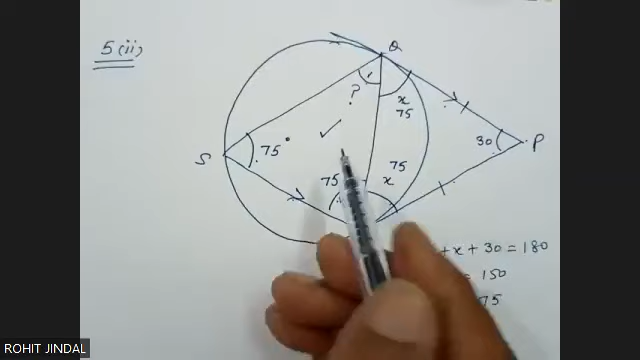 5(ii)
Q
?
x
75
30
P
S
75°
75
75
x
+ x + 30 = 180
= 150
75
ROHIT JINDAL